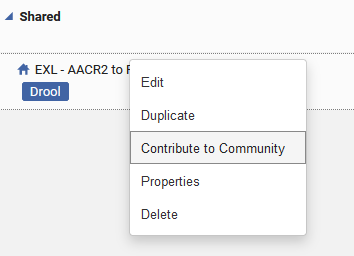 Shared
EXL - AACR2 to
Drool
Edit
Duplicate
Contribute to Community
Properties
Delete